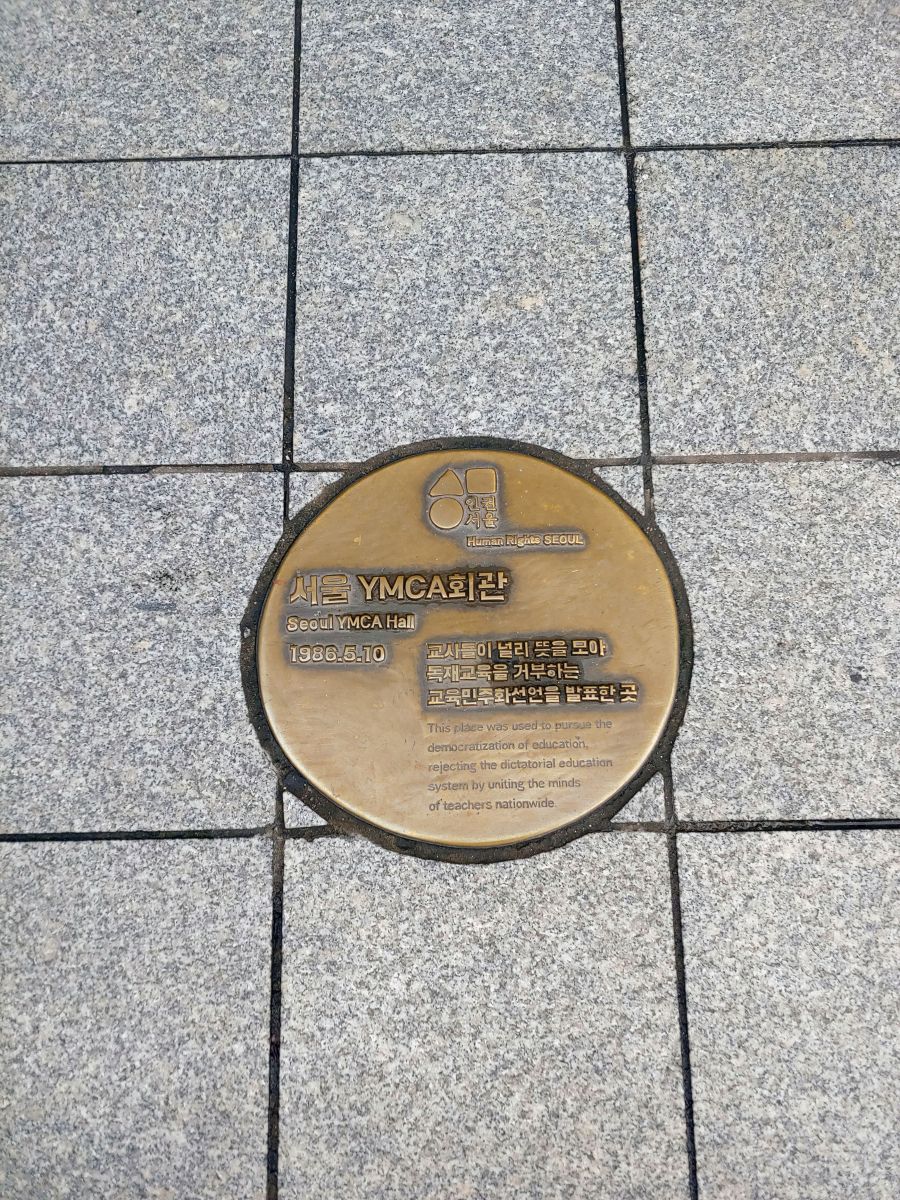 인권
서울
Human Rights SEOUL
서울 YMCA회관
Seoul YMCA Hall
1986.5.10
교사들이 널리 뜻을 모아
독재교육을 거부하는
교육민주화선언을 발표한 곳
This place was used to pursue the
democratization of education,
rejecting the dictatorial education
system by uniting the minds
of teachers nationwide.